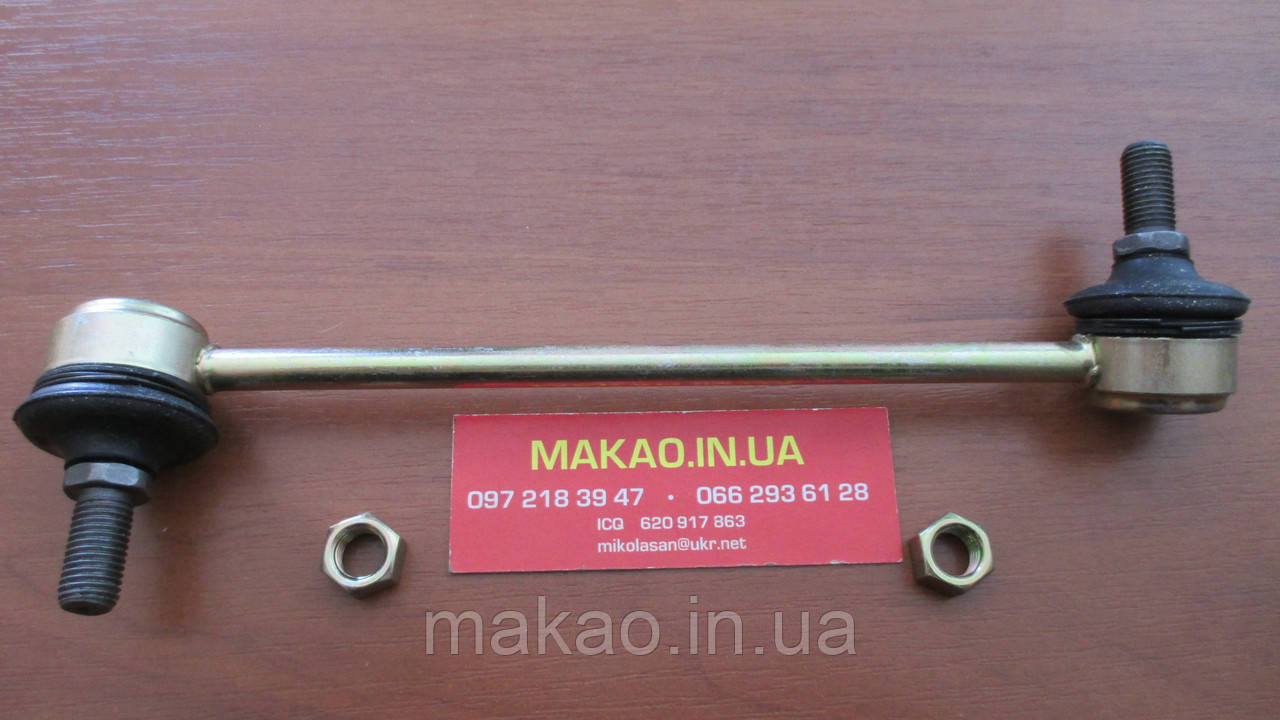 MAKAO.IN.UA
097 218 39 47 • 066 293 61 28
ICQ 620 917 863
mikolasan@ukr.net
makao.in.ua